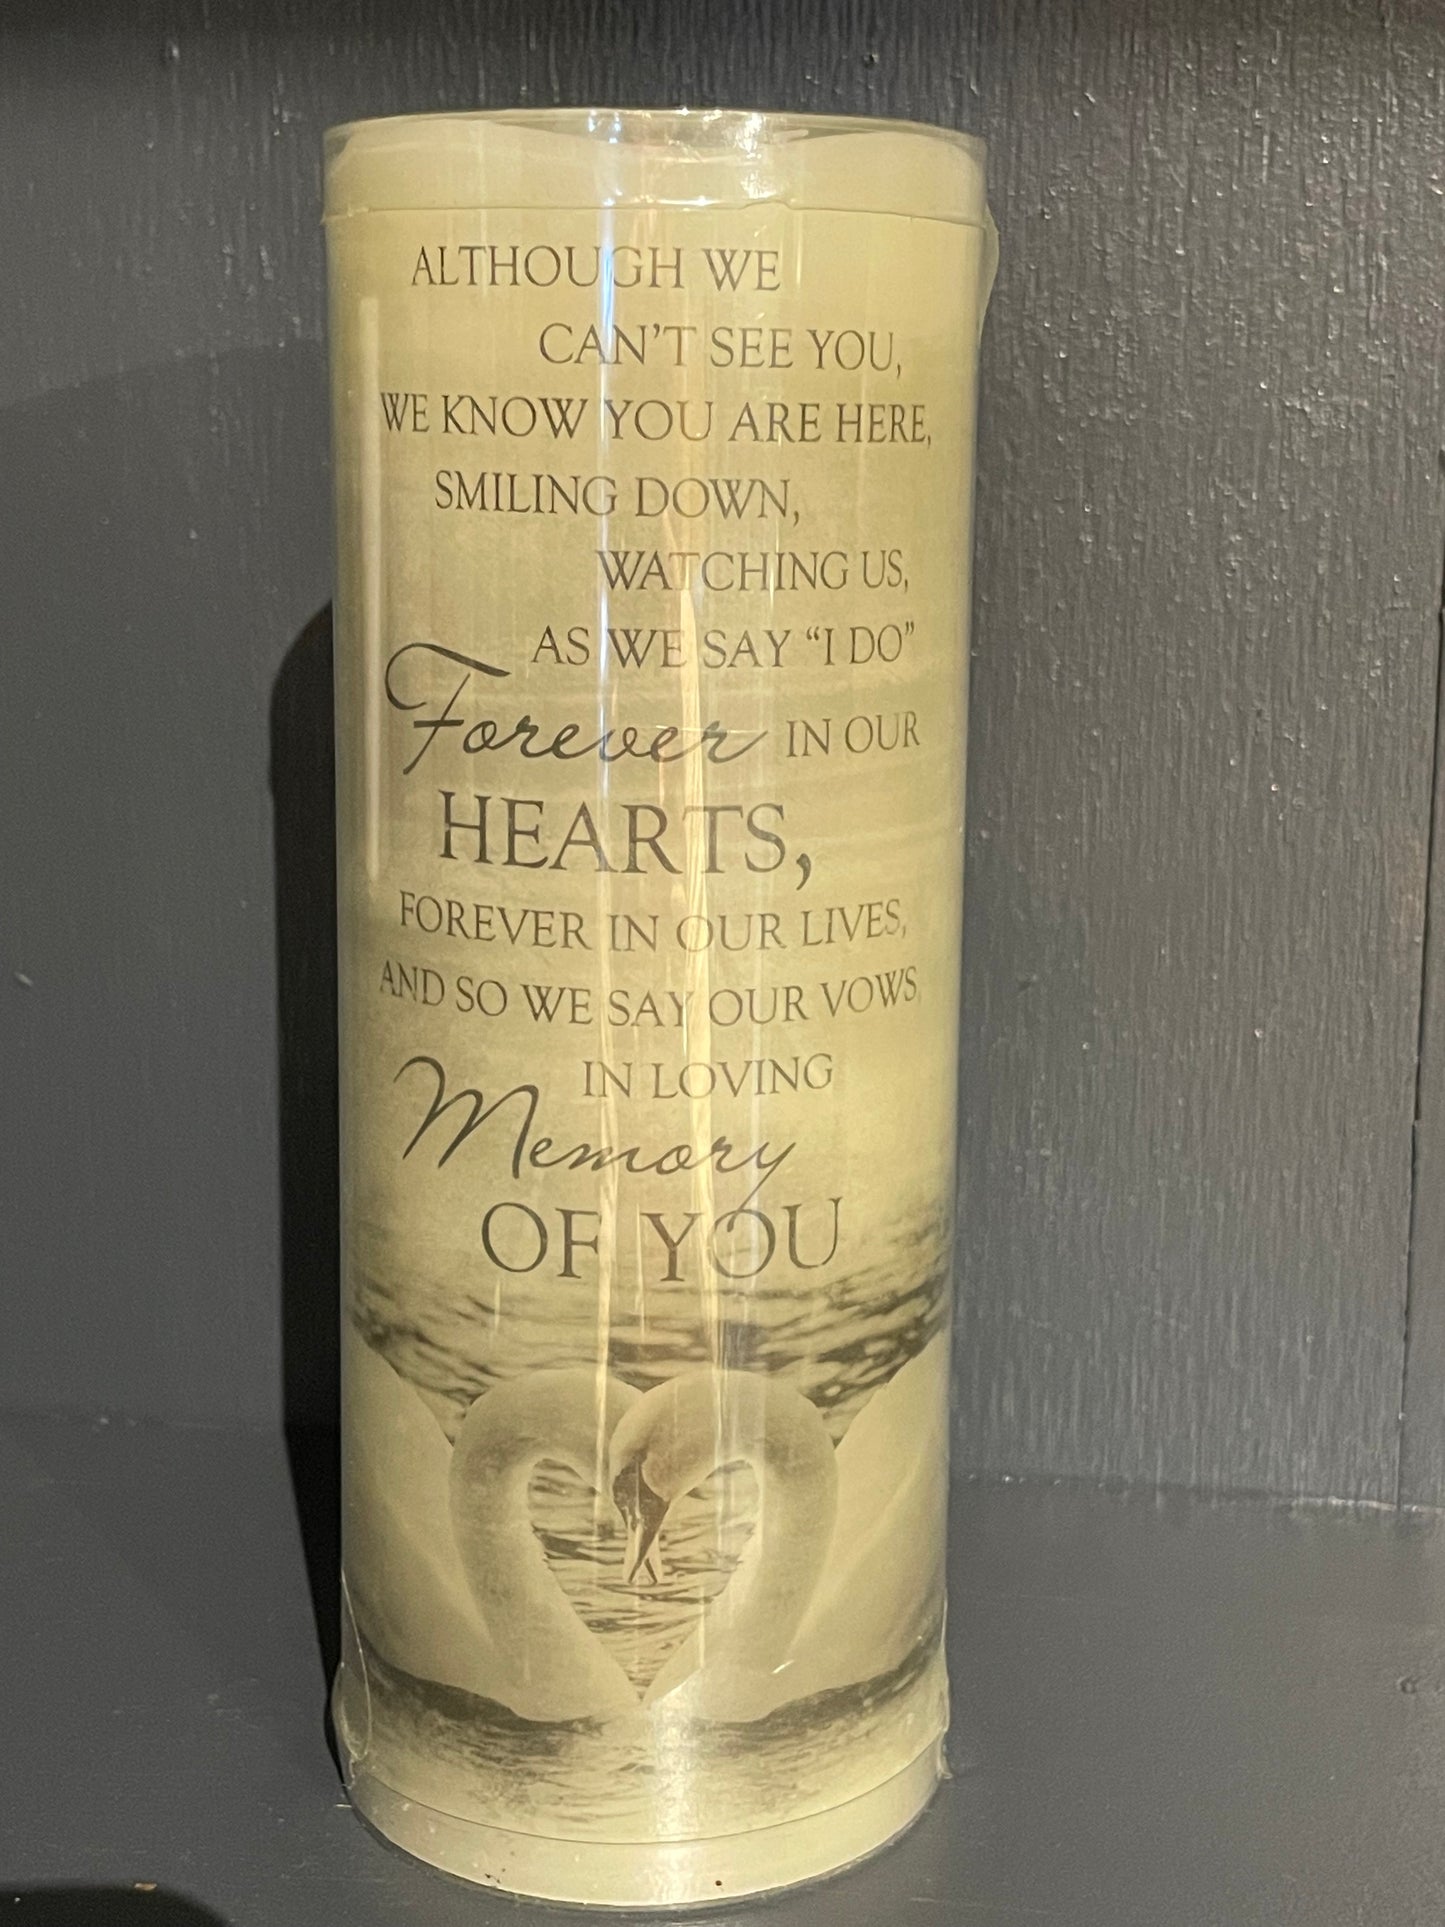 ALTHOUGH WE
CAN'T SEE YOU,
WE KNOW YOU ARE HERE,
SMILING DOWN,
WATCHING US,
AS WE SAY “I DO”
Forever IN OUR
HEARTS,
FOREVER IN OUR LIVES,
AND SO WE SAY OUR VOWS
IN LOVING
Memory
OF YOU